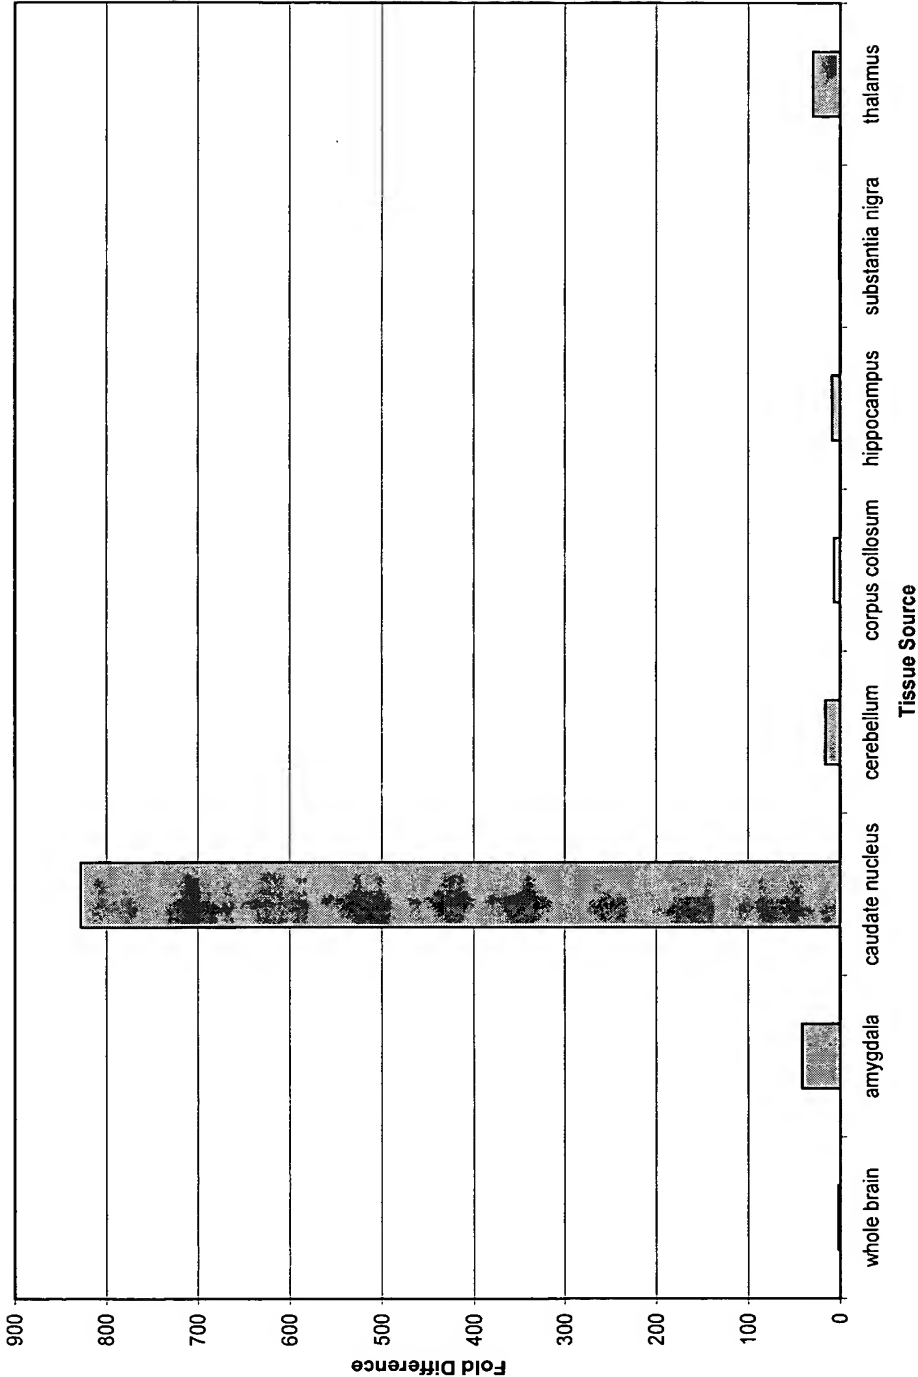 900
800
700
600
500
400
300
200
100
0
Fold Difference
whole brain
amygdala
caudate nucleus
cerebellum
corpus collosum
hippocampus
substantia nigra
thalamus
Tissue Source